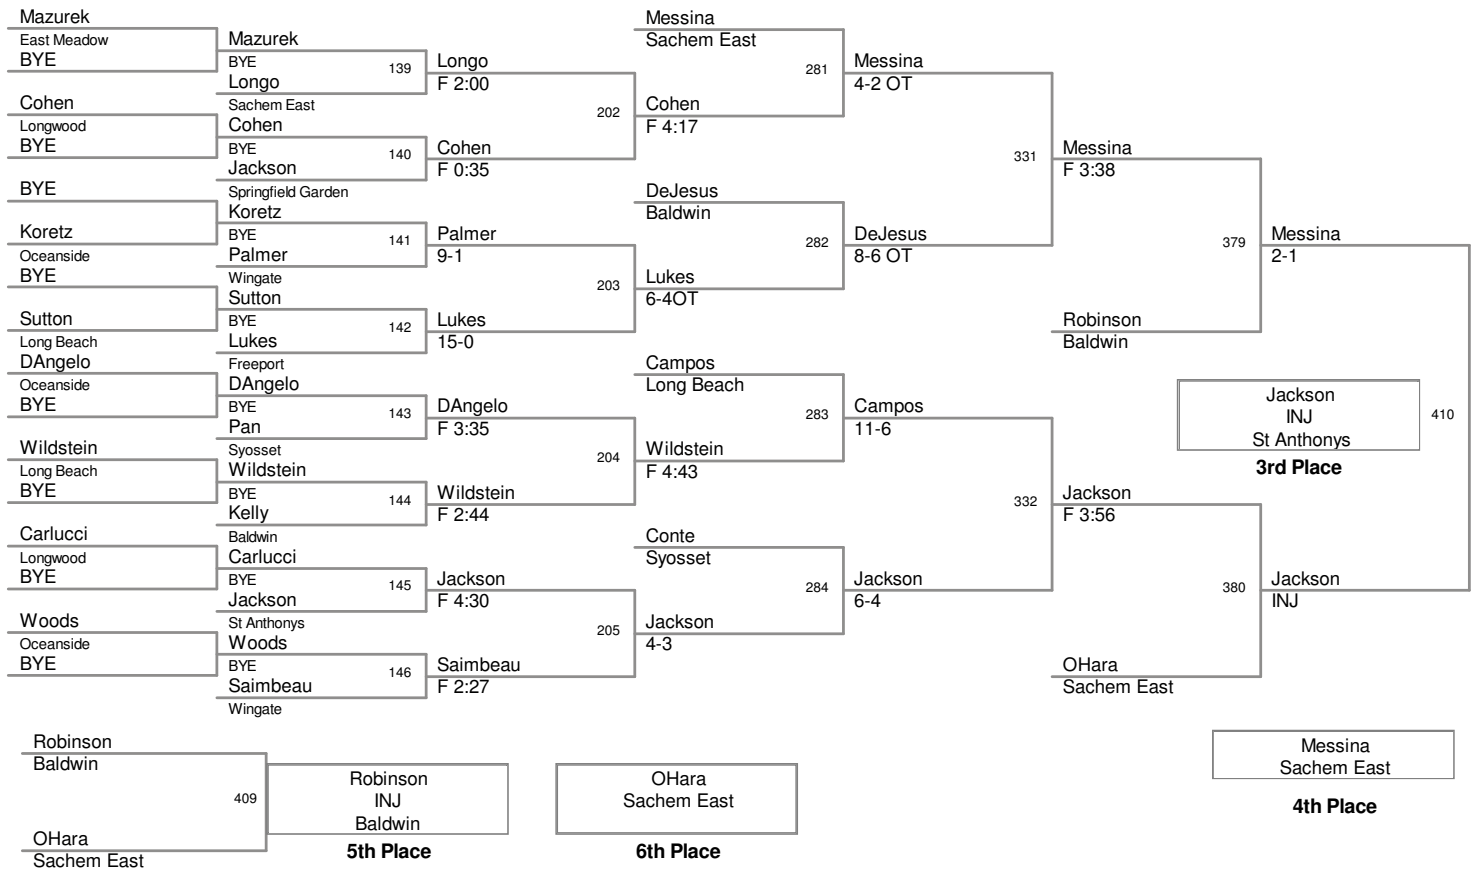 Mazurek
East Meadow
BYE
Cohen
Longwood
BYE
BYE
Koretz
Oceanside
BYE
Sutton
Long Beach
DAngelo
Oceanside
BYE
Wildstein
Long Beach
BYE
Carlucci
Longwood
BYE
Woods
Oceanside
BYE
Mazurek
BYE
139
Longo
Sachem East
Cohen
BYE
140
Jackson
Springfield Garden
Koretz
BYE
141
Palmer
Wingate
Sutton
BYE
142
Lukes
Freeport
DAngelo
BYE
143
Pan
Syosset
Wildstein
BYE
144
Kelly
Baldwin
Carlucci
BYE
145
Jackson
St Anthonys
Woods
BYE
146
Saimbeau
Wingate
Longo
F 2:00
202
Cohen
F 0:35
Palmer
9-1
203
Lukes
15-0
DAngelo
F 3:35
204
Wildstein
F 2:44
Jackson
F 4:30
205
Saimbeau
F 2:27
Messina
Sachem East
281
Cohen
F 4:17
DeJesus
Baldwin
282
Lukes
6-4OT
Campos
Long Beach
283
Wildstein
F 4:43
Conte
Syosset
284
Jackson
4-3
Messina
4-2 OT
331
DeJesus
8-6 OT
Campos
11-6
332
Jackson
6-4
Messina
F 3:38
379
Robinson
Baldwin
Jackson
F 3:56
380
OHara
Sachem East
Messina
2-1
Jackson
INJ
St Anthonys
410
3rd Place
Jackson
INJ
Messina
Sachem East
4th Place
Robinson
Baldwin
409
OHara
Sachem East
Robinson
INJ
Baldwin
5th Place
OHara
Sachem East
6th Place